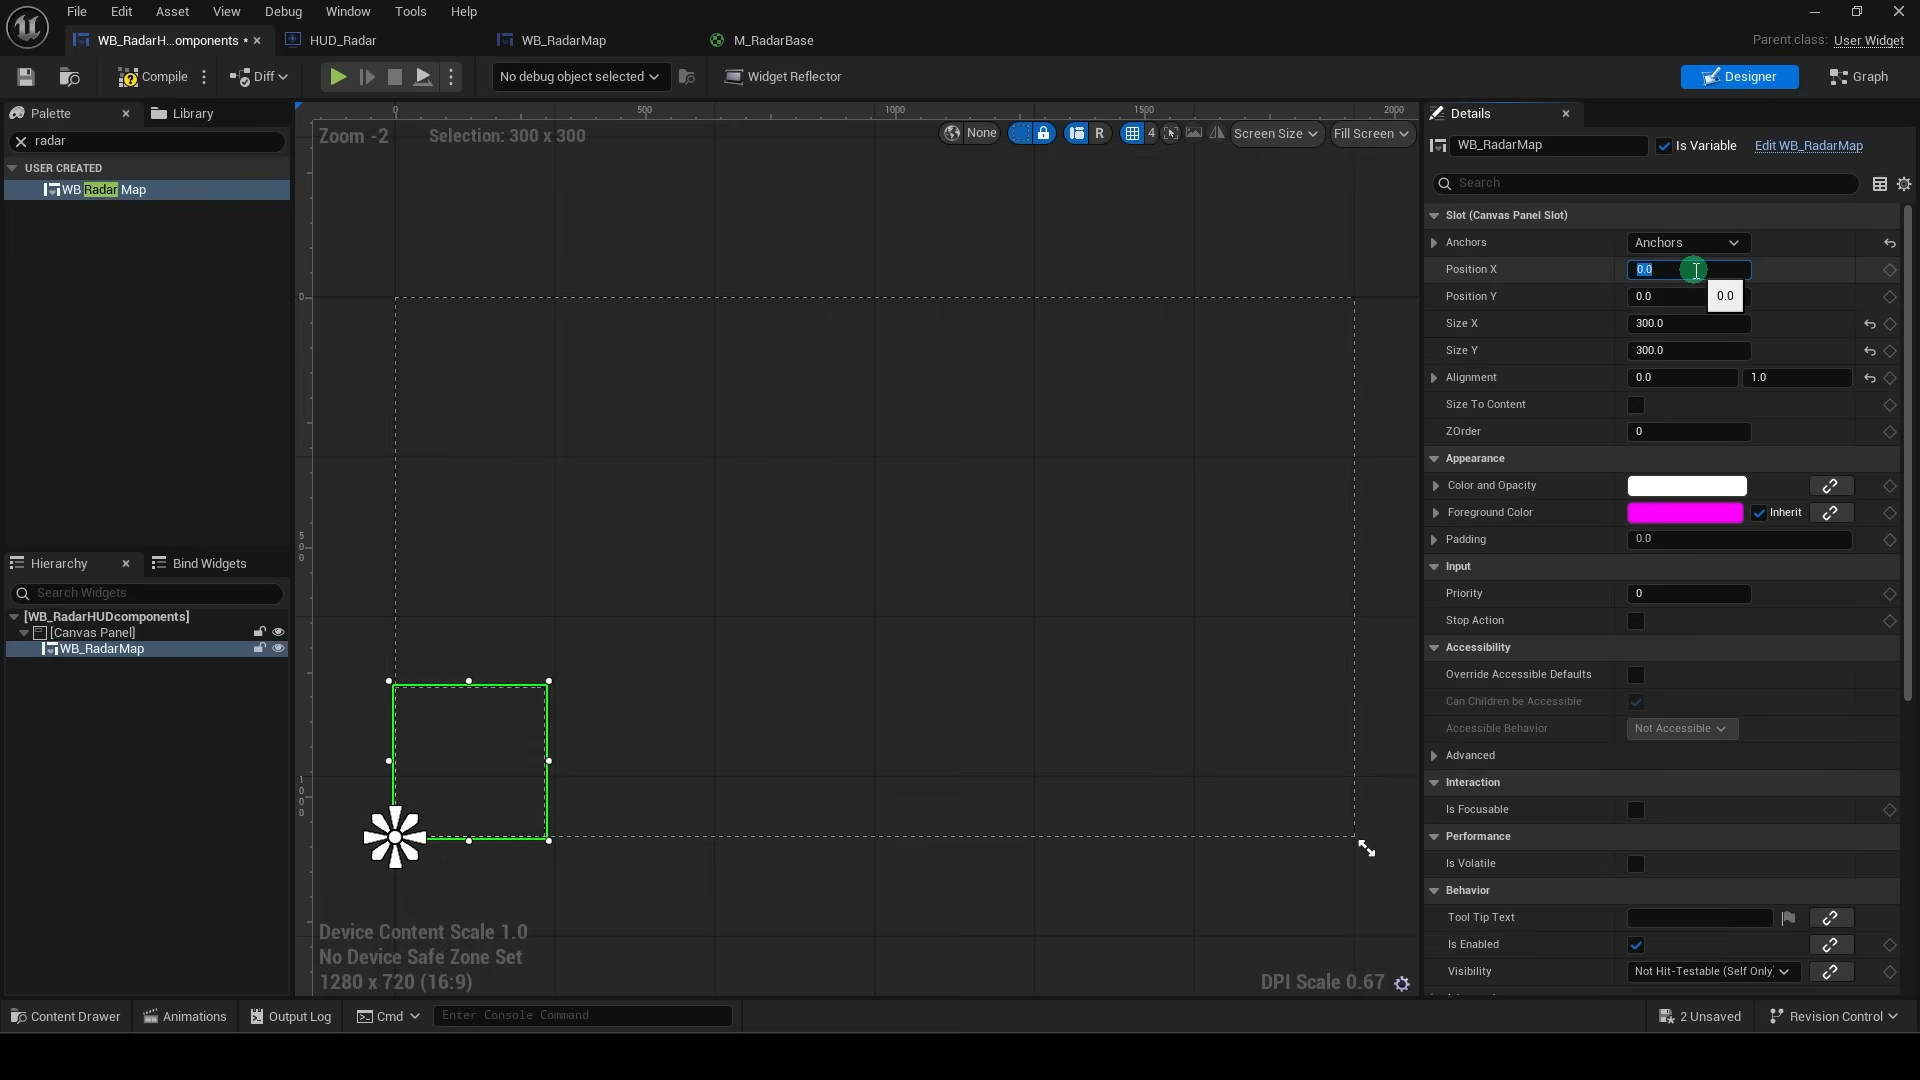 File Edit Asset View Debug Window Tools Help
WB_RadarH...omponents * HUD_Radar WB_RadarMap M_RadarBase
Parent class: User Widget
Compile Diff No debug object selected Widget Reflector Designer Graph
Palette Library
radar
USER CREATED
WB Radar Map
Hierarchy Bind Widgets
Search Widgets
[WB_RadarHUDcomponents]
[Canvas Panel]
WB_RadarMap
0 500 1000 1500 2000
Zoom -2 Selection: 300 x 300
None R 4 Screen Size Fill Screen
0
500
1000
Device Content Scale 1.0
No Device Safe Zone Set
1280 x 720 (16:9)
DPI Scale 0.67
Details
WB_RadarMap Is Variable Edit WB_RadarMap
Search
Slot (Canvas Panel Slot)
Anchors Anchors
Position X 0.0
Position Y 0.0 0.0
Size X 300.0
Size Y 300.0
Alignment 0.0 1.0
Size To Content
ZOrder 0
Appearance
Color and Opacity
Foreground Color Inherit
Padding 0.0
Input
Priority 0
Stop Action
Accessibility
Override Accessible Defaults
Can Children be Accessible
Accessible Behavior Not Accessible
Advanced
Interaction
Is Focusable
Performance
Is Volatile
Behavior
Tool Tip Text
Is Enabled
Visibility Not Hit-Testable (Self Only)
Content Drawer Animations Output Log Cmd Enter Console Command 2 Unsaved Revision Control